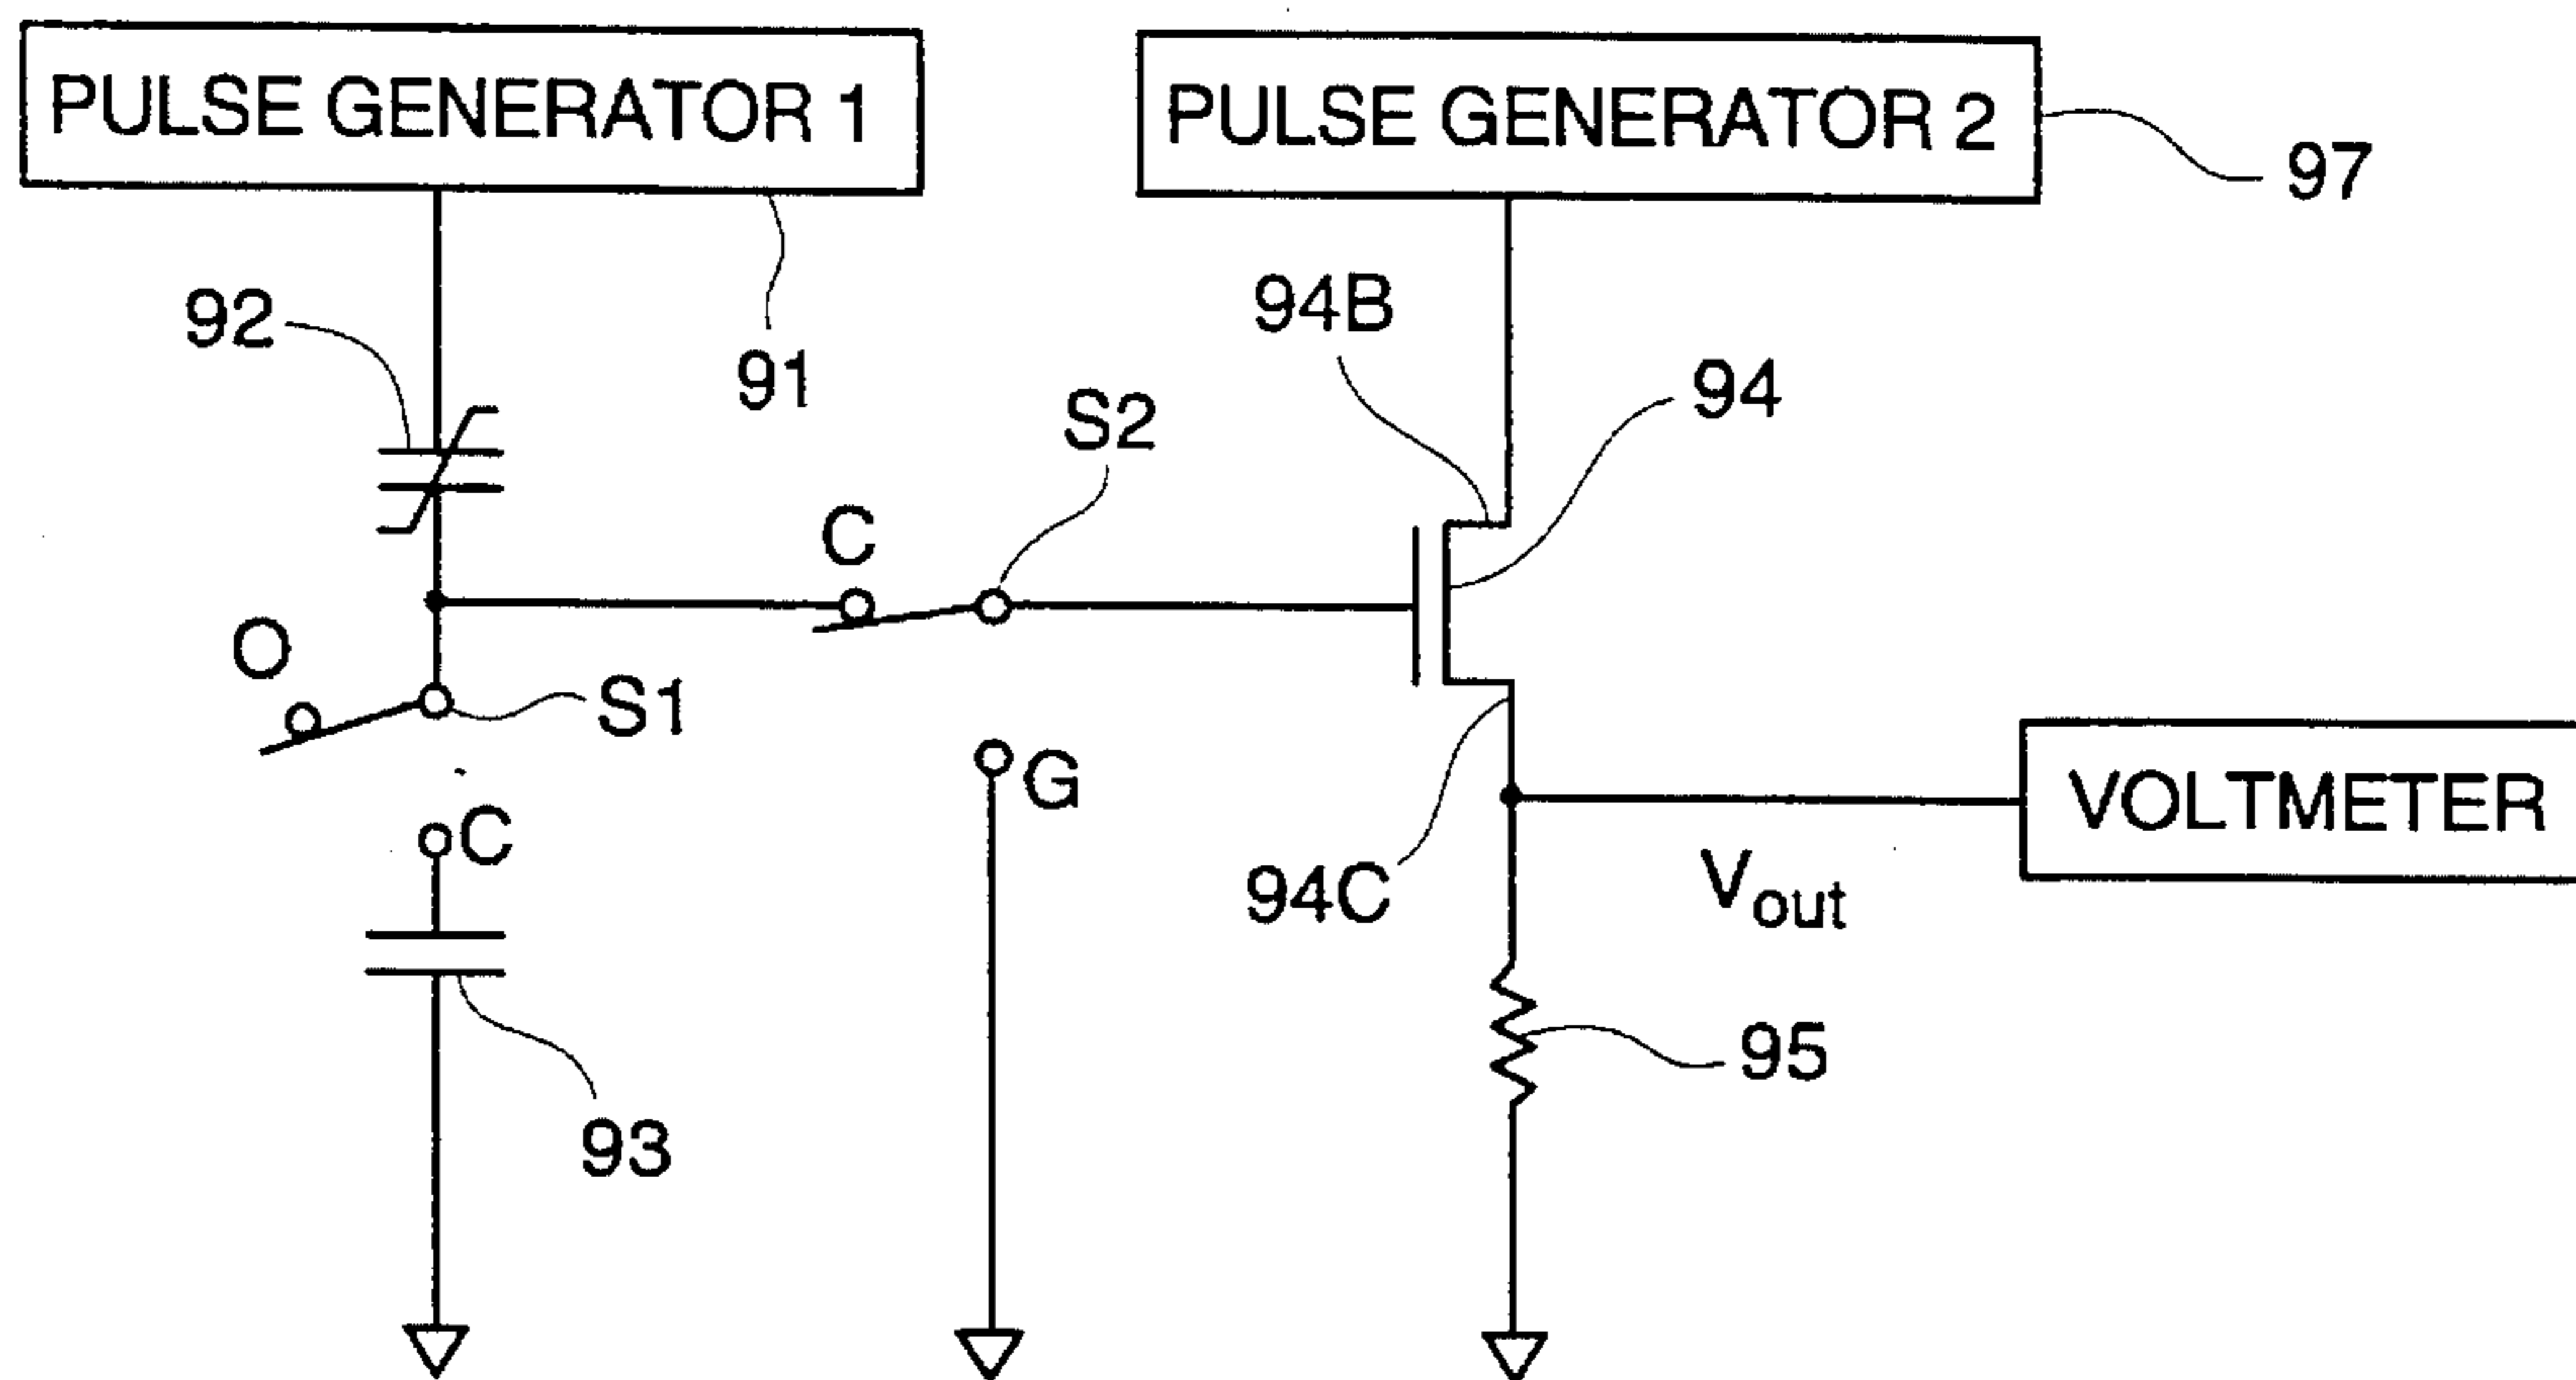 PULSE GENERATOR 1
PULSE GENERATOR 2
97
94B
92
91
94
S2
C
O
S1
G
C
VOLTMETER
94C
Vout
95
93